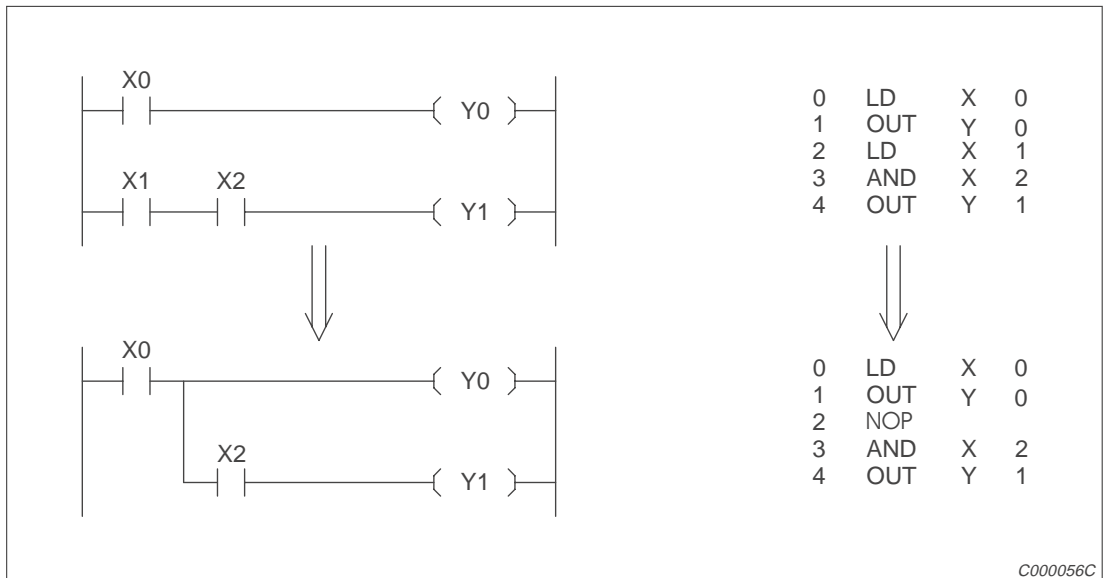 X0
Y0
X1 X2
Y1
0 LD X 0
1 OUT Y 0
2 LD X 1
3 AND X 2
4 OUT Y 1
X0
Y0
X2
Y1
0 LD X 0
1 OUT Y 0
2 NOP
3 AND X 2
4 OUT Y 1
C000056C